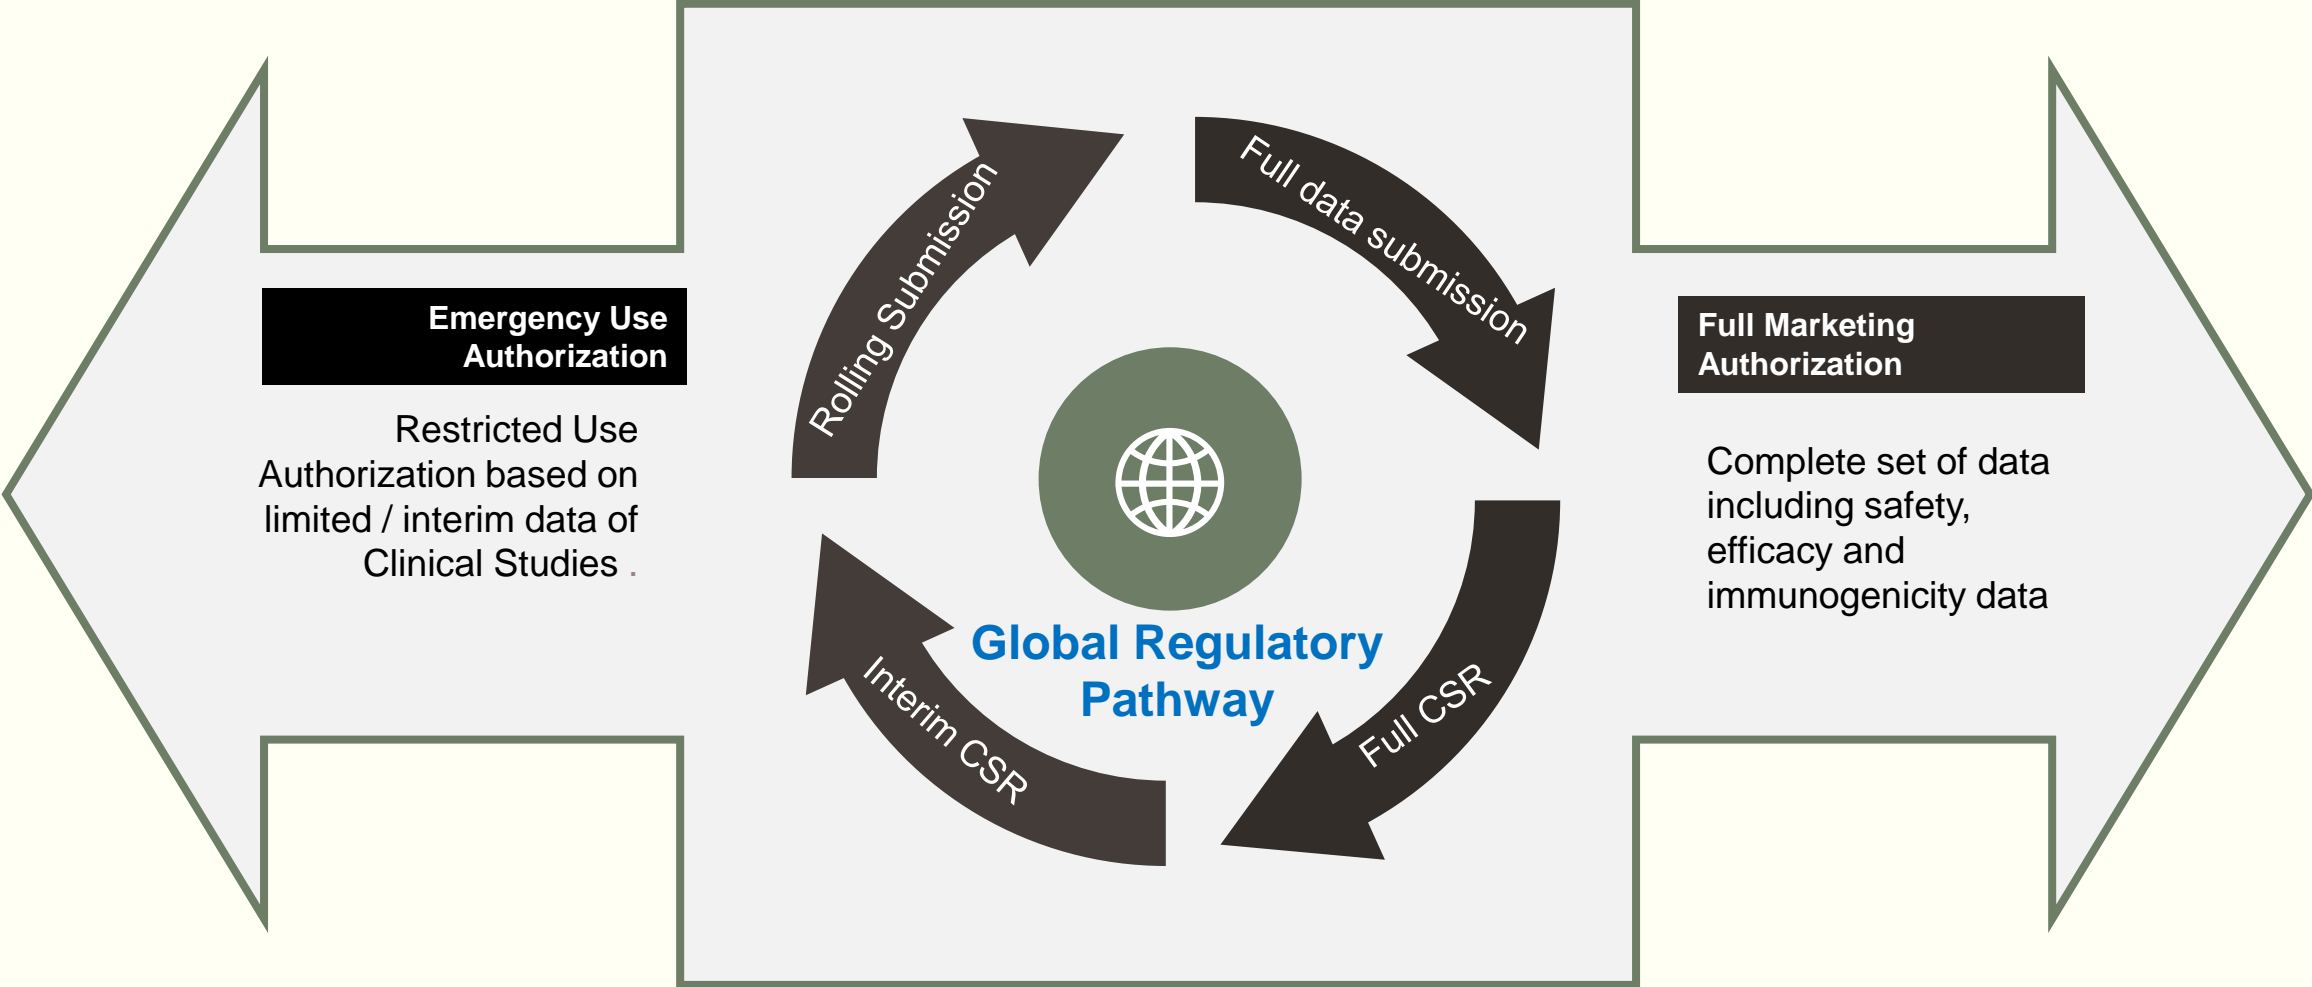 Emergency Use
Authorization
Restricted Use
Authorization based on
limited / interim data of
Clinical Studies .
Rolling Submission
Full data submission
Interim CSR
Full CSR
Global Regulatory
Pathway
Full Marketing
Authorization
Complete set of data
including safety,
efficacy and
immunogenicity data